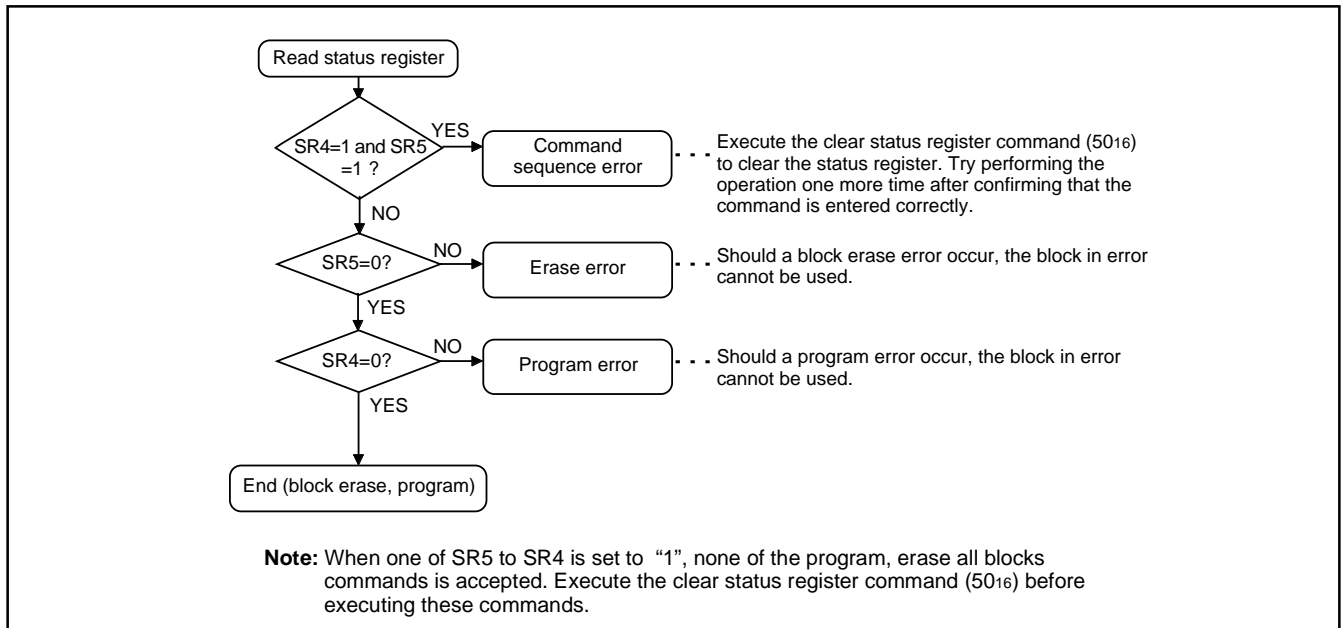 Read status register
SR4=1 and SR5
=1 ?
YES
Command
sequence error
Execute the clear status register command (5016)
to clear the status register. Try performing the
operation one more time after confirming that the
command is entered correctly.
NO
SR5=0?
NO
Erase error
Should a block erase error occur, the block in error
cannot be used.
YES
SR4=0?
NO
Program error
Should a program error occur, the block in error
cannot be used.
YES
End (block erase, program)
Note: When one of SR5 to SR4 is set to “1”, none of the program, erase all blocks
commands is accepted. Execute the clear status register command (5016) before
executing these commands.